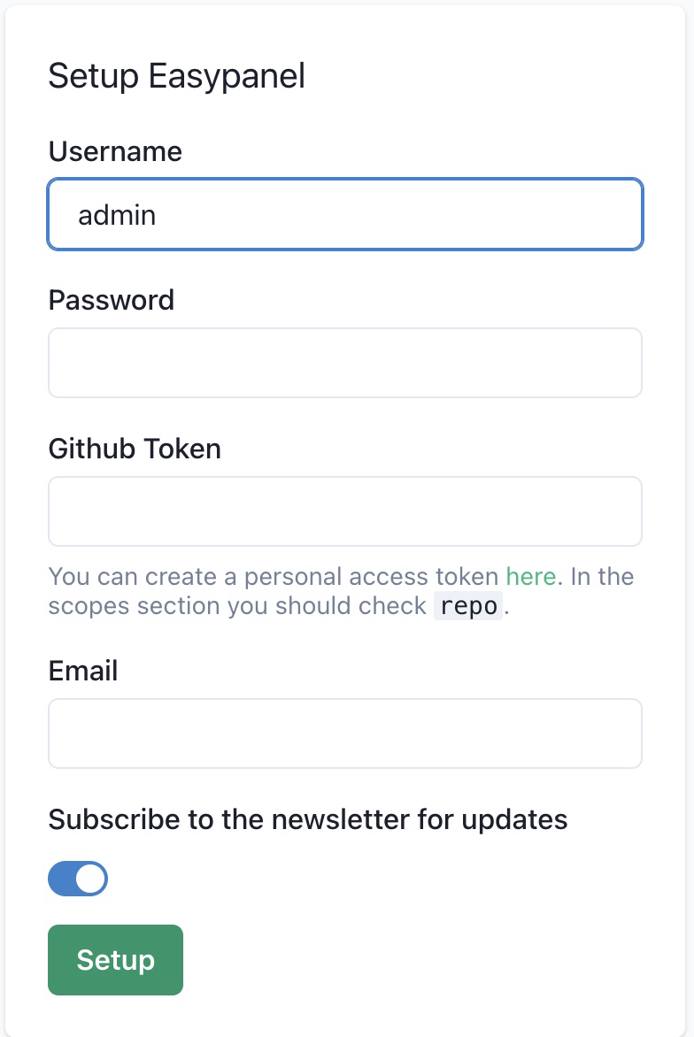 Setup Easypanel
Username
admin
Password
Github Token
You can create a personal access token here. In the
scopes section you should check repo.
Email
Subscribe to the newsletter for updates
Setup